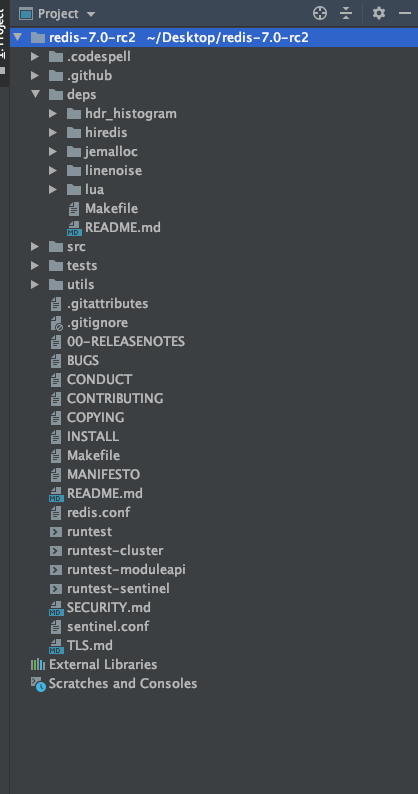 Project
1: Project
redis-7.0-rc2 ~/Desktop/redis-7.0-rc2
.codespell
.github
deps
hdr_histogram
hiredis
jemalloc
linenoise
lua
Makefile
README.md
src
tests
utils
.gitattributes
.gitignore
00-RELEASENOTES
BUGS
CONDUCT
CONTRIBUTING
COPYING
INSTALL
Makefile
MANIFESTO
README.md
redis.conf
runtest
runtest-cluster
runtest-moduleapi
runtest-sentinel
SECURITY.md
sentinel.conf
TLS.md
External Libraries
Scratches and Consoles